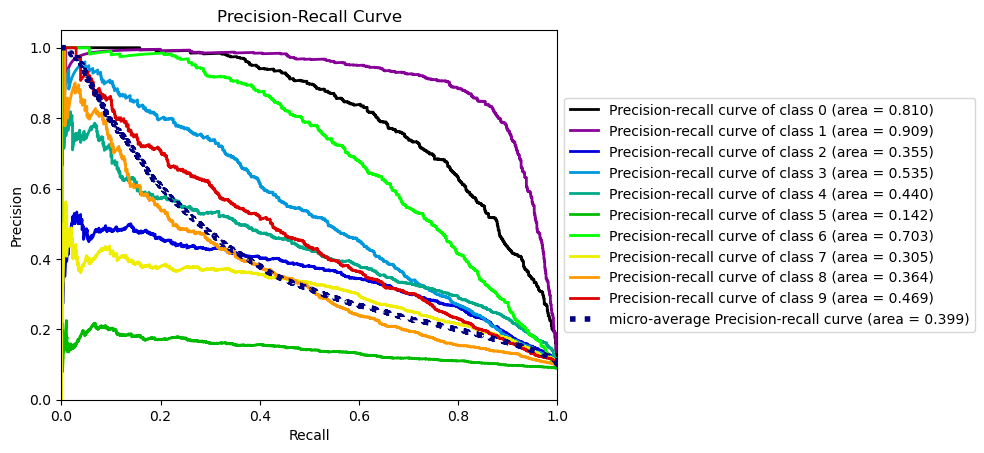 Precision-Recall Curve
1.0
0.8
0.6
0.4
0.2
0.0
Precision
0.0 0.2 0.4 0.6 0.8 1.0
Recall
Precision-recall curve of class 0 (area = 0.810)
Precision-recall curve of class 1 (area = 0.909)
Precision-recall curve of class 2 (area = 0.355)
Precision-recall curve of class 3 (area = 0.535)
Precision-recall curve of class 4 (area = 0.440)
Precision-recall curve of class 5 (area = 0.142)
Precision-recall curve of class 6 (area = 0.703)
Precision-recall curve of class 7 (area = 0.305)
Precision-recall curve of class 8 (area = 0.364)
Precision-recall curve of class 9 (area = 0.469)
micro-average Precision-recall curve (area = 0.399)